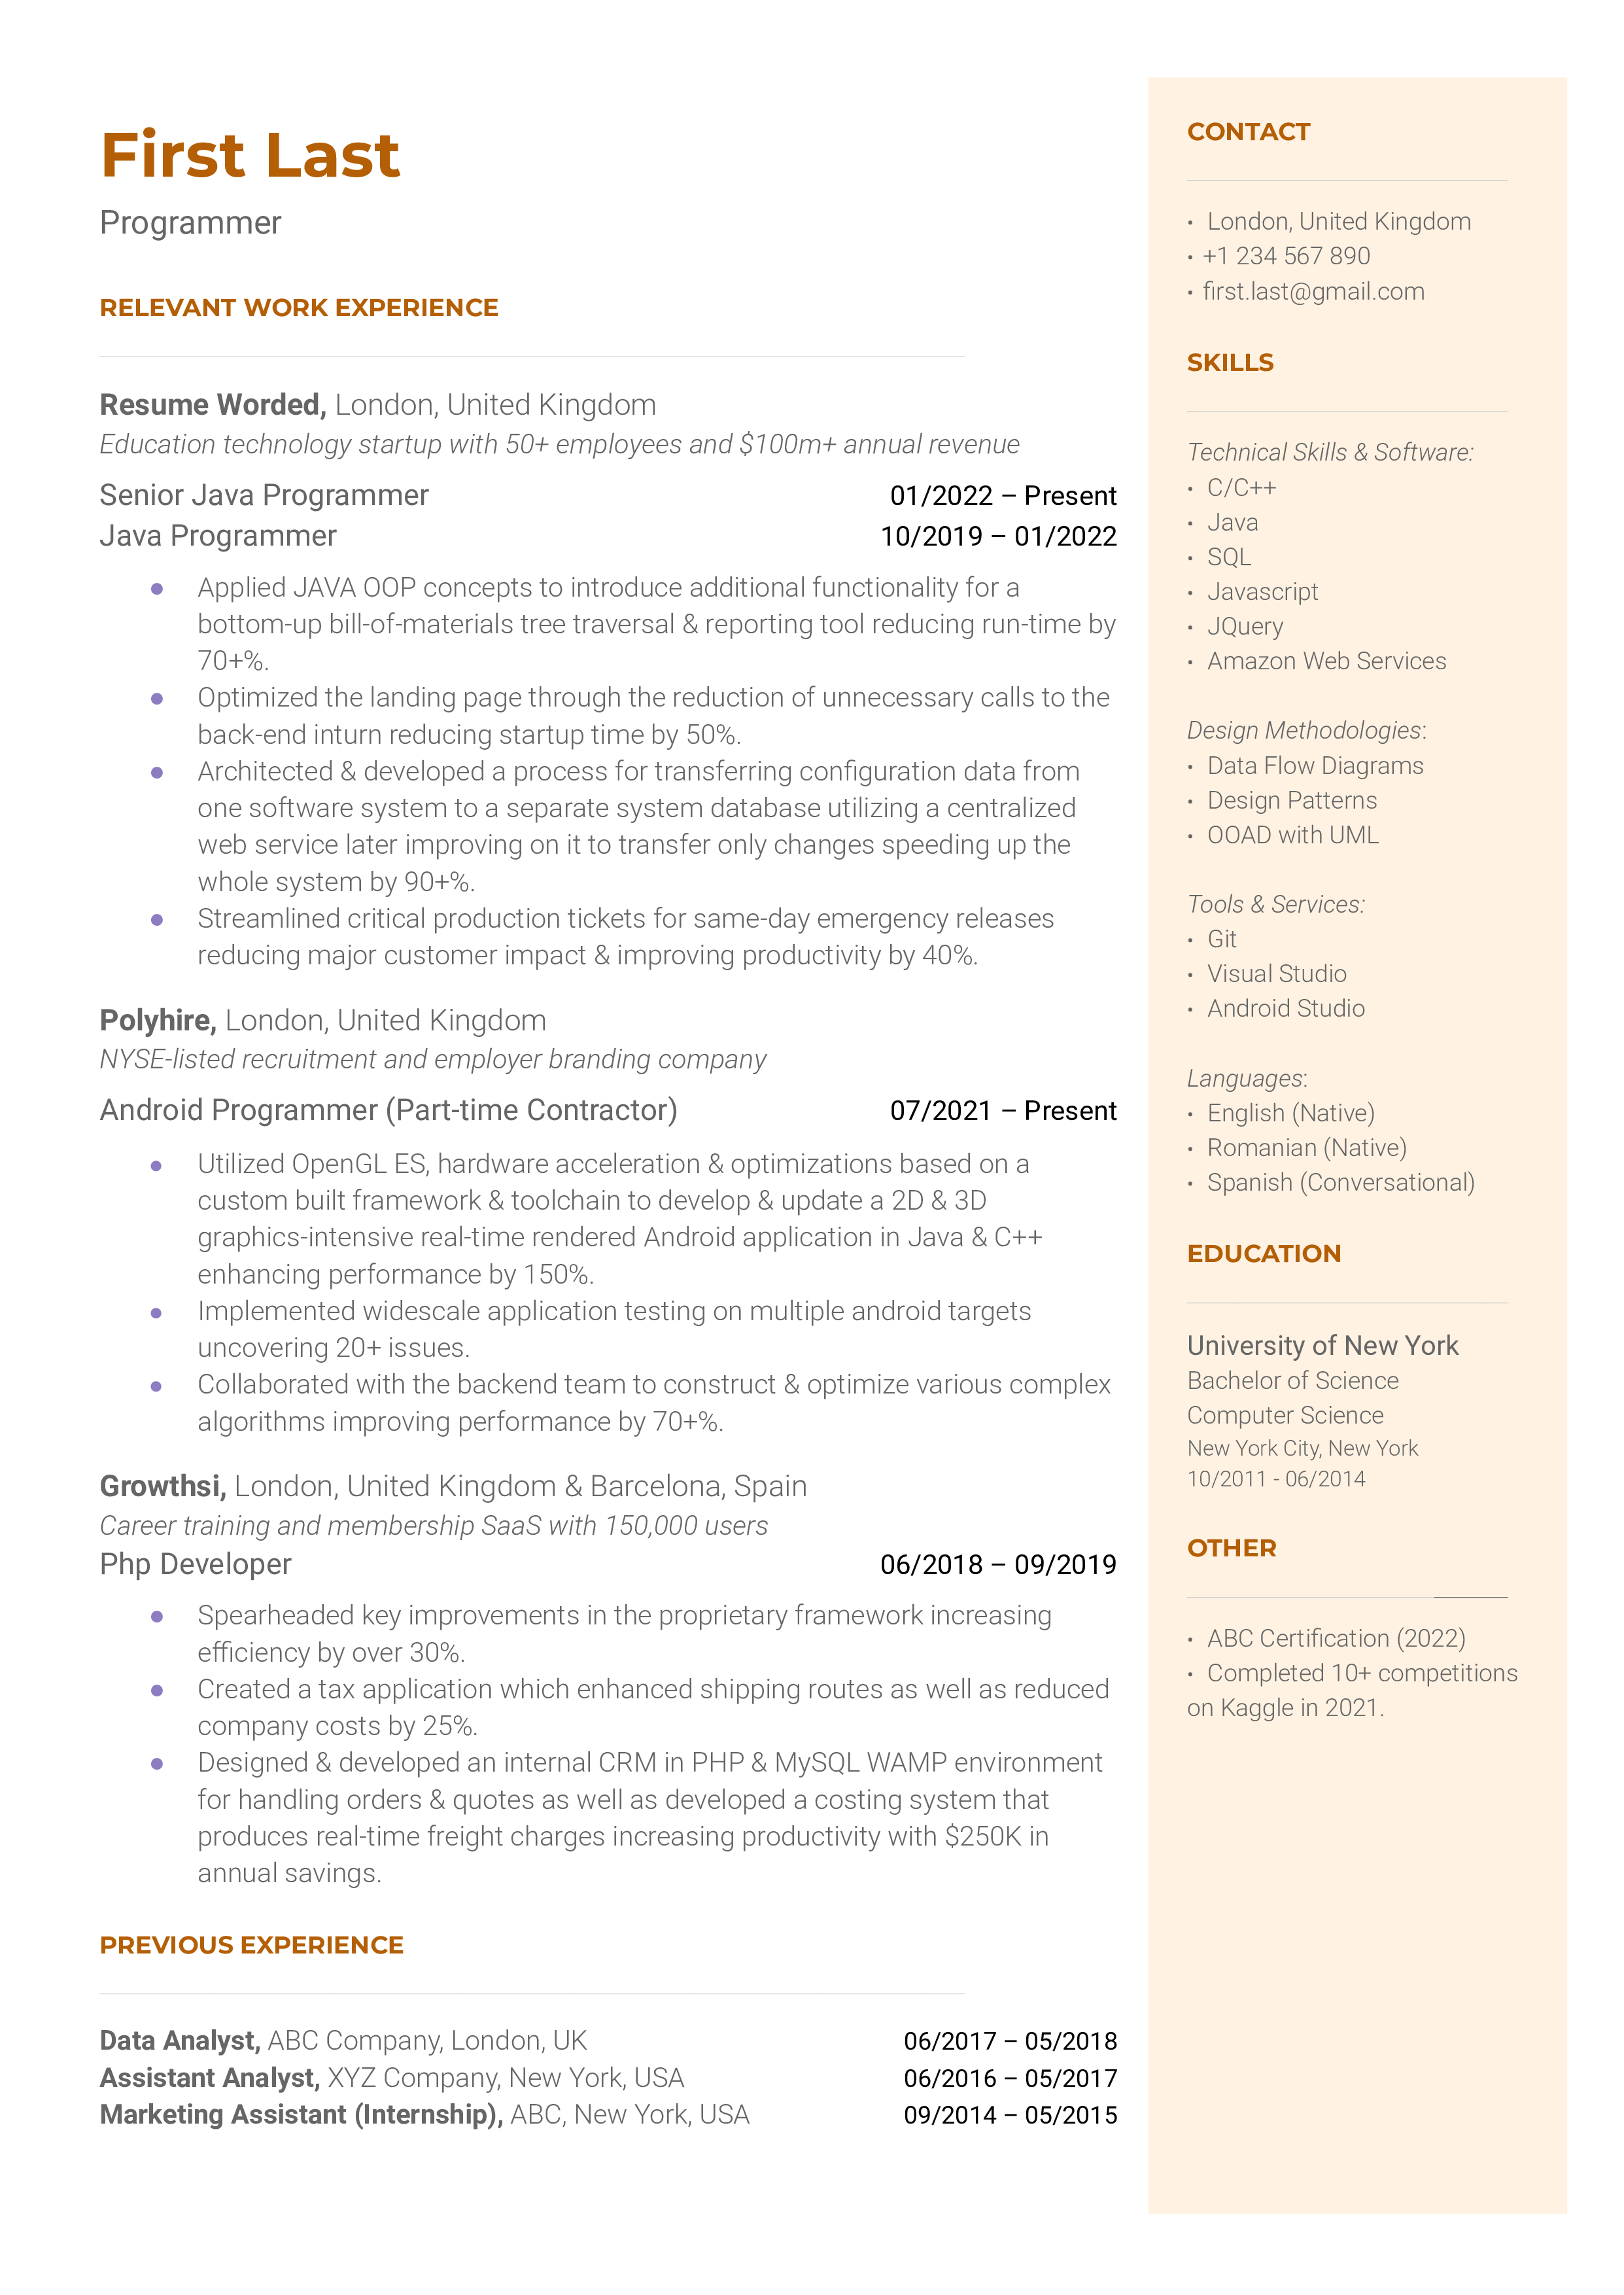 First Last
Programmer
RELEVANT WORK EXPERIENCE
Resume Worded, London, United Kingdom
Education technology startup with 50+ employees and $100m+ annual revenue
Senior Java Programmer 01/2022 – Present
Java Programmer 10/2019 – 01/2022
● Applied JAVA OOP concepts to introduce additional functionality for a
bottom-up bill-of-materials tree traversal & reporting tool reducing run-time by
70+%.
● Optimized the landing page through the reduction of unnecessary calls to the
back-end inturn reducing startup time by 50%.
● Architected & developed a process for transferring configuration data from
one software system to a separate system database utilizing a centralized
web service later improving on it to transfer only changes speeding up the
whole system by 90+%.
● Streamlined critical production tickets for same-day emergency releases
reducing major customer impact & improving productivity by 40%.
Polyhire, London, United Kingdom
NYSE-listed recruitment and employer branding company
Android Programmer (Part-time Contractor) 07/2021 – Present
● Utilized OpenGL ES, hardware acceleration & optimizations based on a
custom built framework & toolchain to develop & update a 2D & 3D
graphics-intensive real-time rendered Android application in Java & C++
enhancing performance by 150%.
● Implemented widescale application testing on multiple android targets
uncovering 20+ issues.
● Collaborated with the backend team to construct & optimize various complex
algorithms improving performance by 70+%.
Growthsi, London, United Kingdom & Barcelona, Spain
Career training and membership SaaS with 150,000 users
Php Developer 06/2018 – 09/2019
● Spearheaded key improvements in the proprietary framework increasing
efficiency by over 30%.
● Created a tax application which enhanced shipping routes as well as reduced
company costs by 25%.
● Designed & developed an internal CRM in PHP & MySQL WAMP environment
for handling orders & quotes as well as developed a costing system that
produces real-time freight charges increasing productivity with $250K in
annual savings.
PREVIOUS EXPERIENCE
Data Analyst, ABC Company, London, UK 06/2017 – 05/2018
Assistant Analyst, XYZ Company, New York, USA 06/2016 – 05/2017
Marketing Assistant (Internship), ABC, New York, USA 09/2014 – 05/2015
CONTACT
• London, United Kingdom
• +1 234 567 890
• first.last@gmail.com
SKILLS
Technical Skills & Software:
• C/C++
• Java
• SQL
• Javascript
• JQuery
• Amazon Web Services
Design Methodologies:
• Data Flow Diagrams
• Design Patterns
• OOAD with UML
Tools & Services:
• Git
• Visual Studio
• Android Studio
Languages:
• English (Native)
• Romanian (Native)
• Spanish (Conversational)
EDUCATION
University of New York
Bachelor of Science
Computer Science
New York City, New York
10/2011 - 06/2014
OTHER
• ABC Certification (2022)
• Completed 10+ competitions
on Kaggle in 2021.